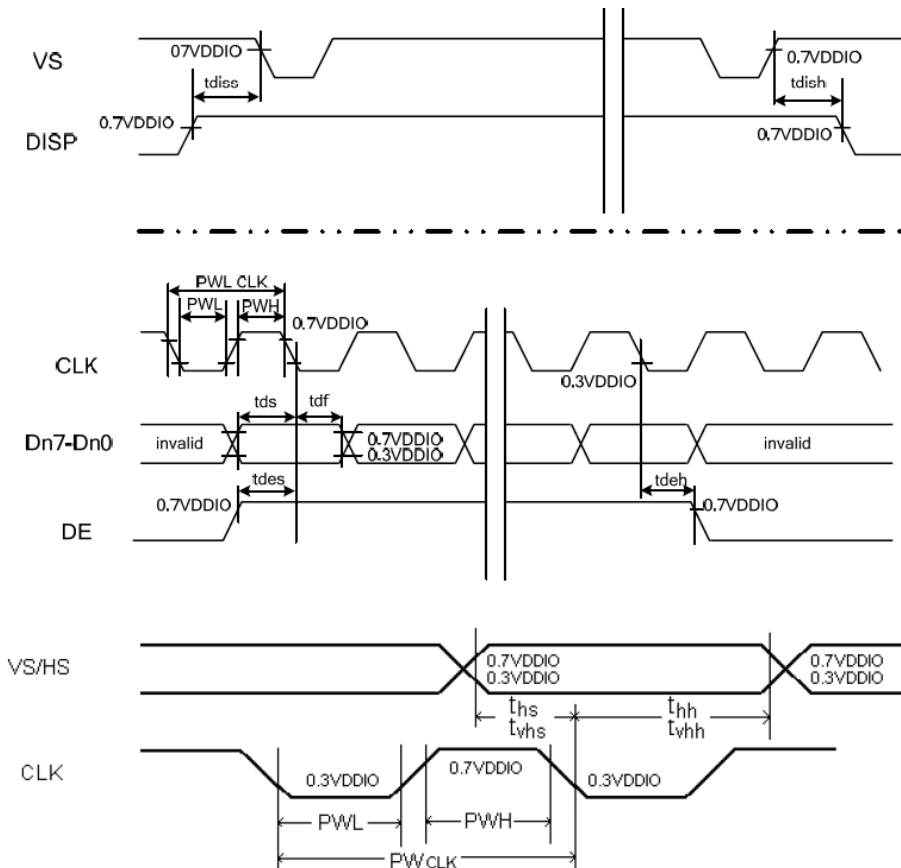 VS
07VDDIO
0.7VDDIO
tdiss
tdish
0.7VDDIO
0.7VDDIO
DISP
PWL CLK
PWL
PWH
0.7VDDIO
CLK
0.3VDDIO
tds
tdf
Dn7-Dn0
invalid
0.7VDDIO
0.3VDDIO
invalid
tdes
tdeh
0.7VDDIO
0.7VDDIO
DE
VS/HS
0.7VDDIO
0.3VDDIO
0.7VDDIO
0.3VDDIO
ths
tvhs
thh
tvhh
CLK
0.3VDDIO
0.7VDDIO
0.3VDDIO
PWL
PWH
PWCLK